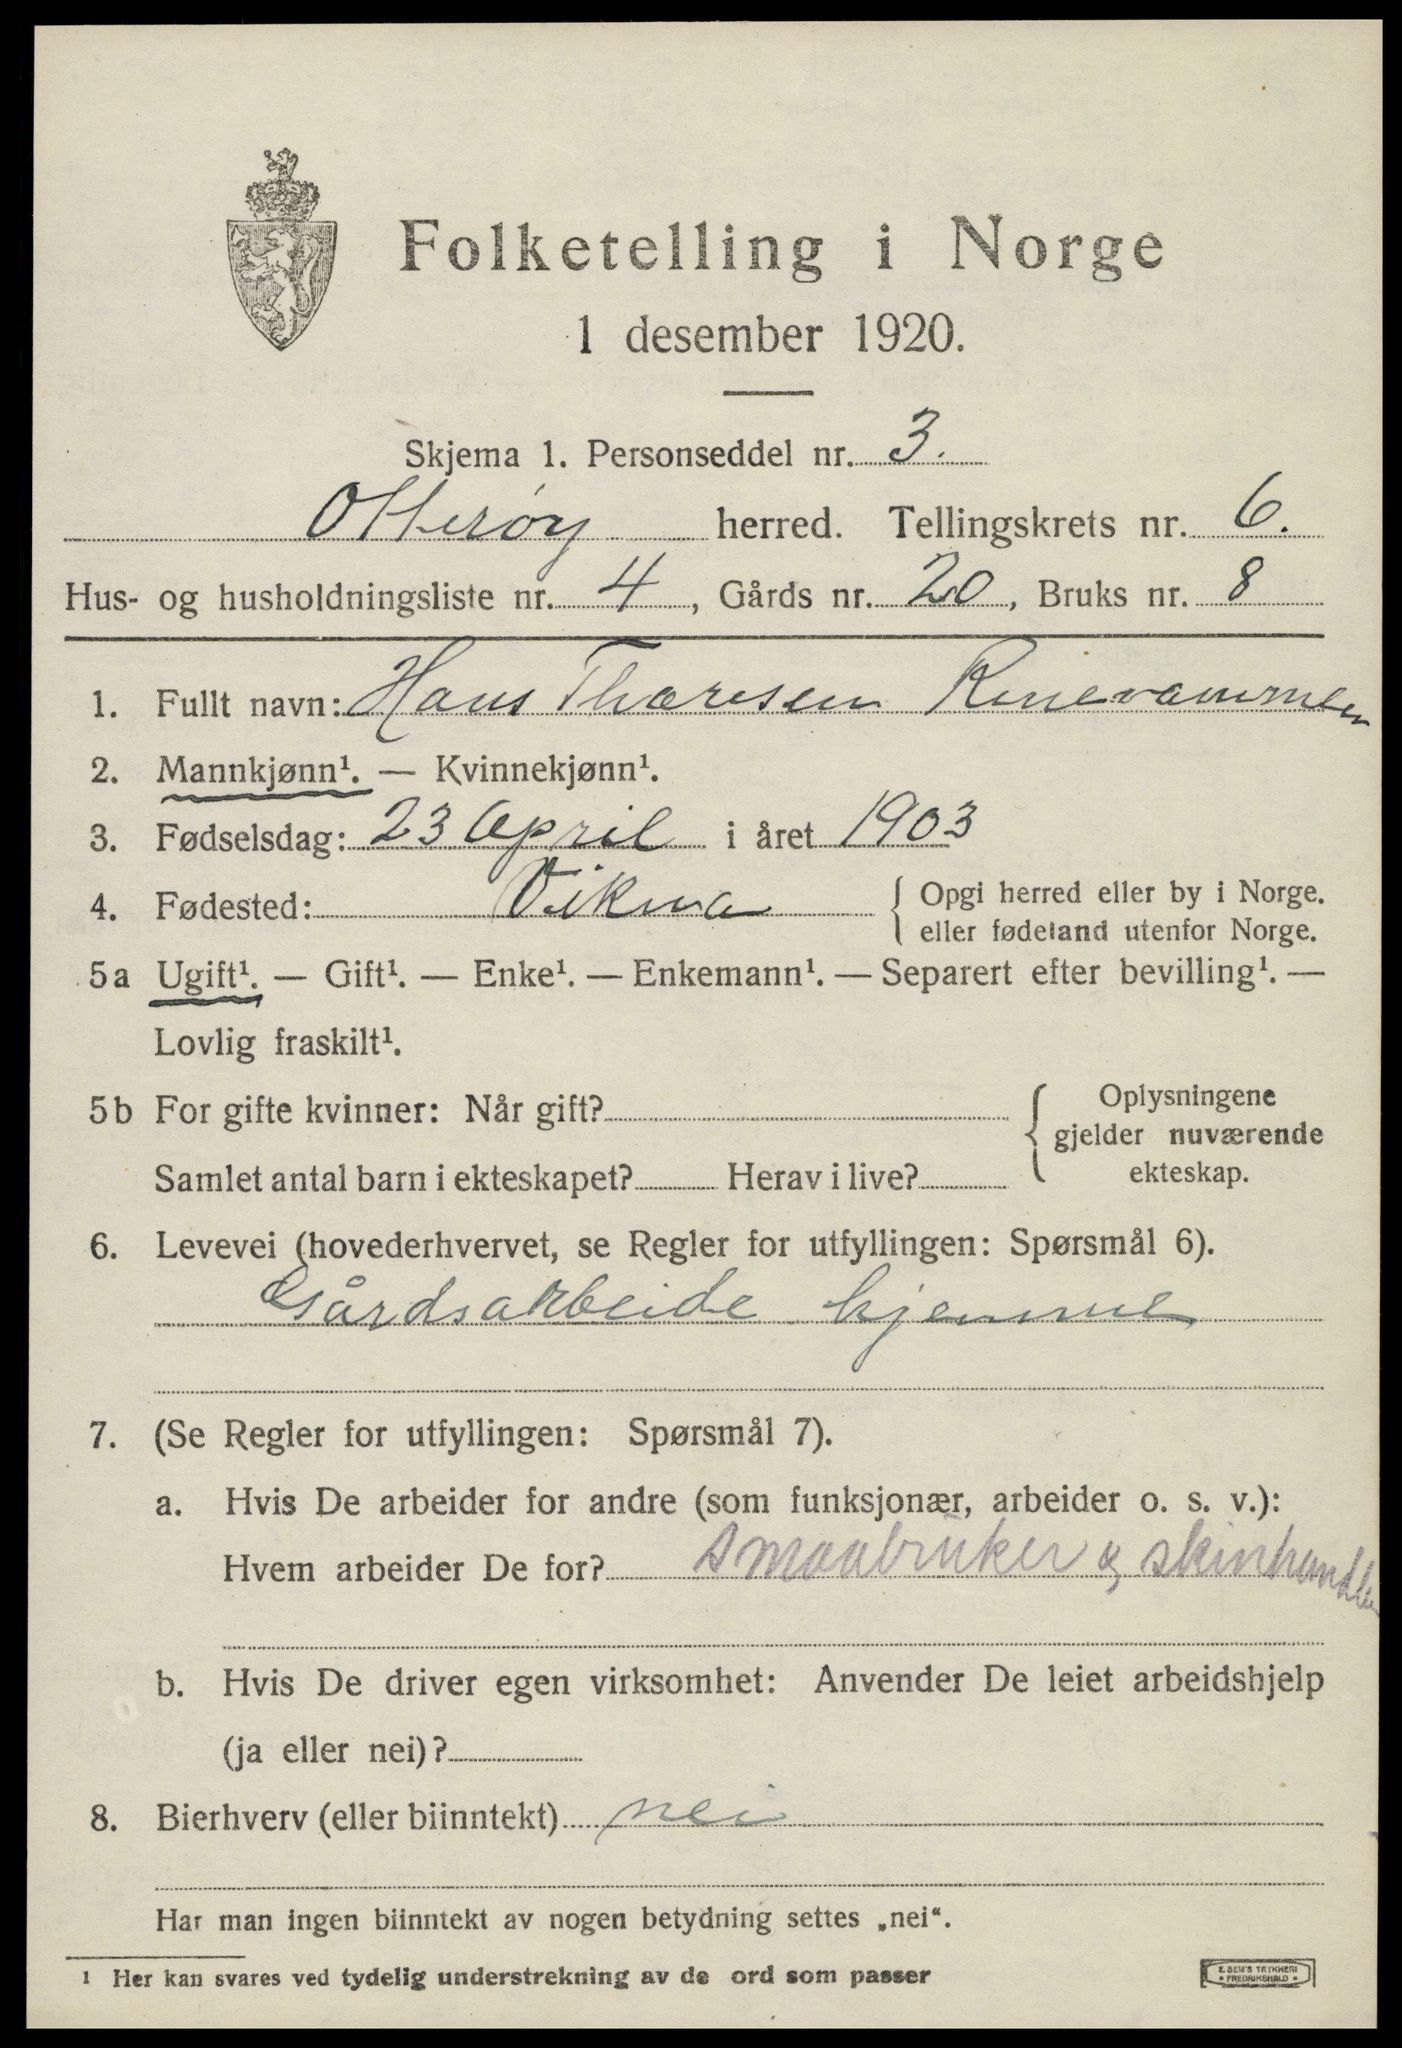 Folketelling i Norge
1 desember 1920.
Skjema 1. Personseddel nr. 3.
Otterøy herred. Tellingskrets nr. 6.
Hus- og husholdningsliste nr. 4, Gårds nr. 20, Bruks nr. 8
1. Fullt navn: Hans Thoresen
2. Mannkjønn¹. — Kvinnekjønn¹.
3. Fødselsdag: 23 April i året 1903
4. Fødested: Vikna { Opgi herred eller by i Norge.
eller fødeland utenfor Norge.
5a Ugift¹. — Gift¹. — Enke¹. — Enkemann¹. — Separert efter bevilling¹. —
Lovlig fraskilt¹.
5b For gifte kvinner: Når gift? { Oplysningene
gjelder nuværende
Samlet antal barn i ekteskapet? Herav i live? ekteskap.
6. Levevei (hovederhvervet, se Regler for utfyllingen: Spørsmål 6).
Gårdsarbeide hjemme
7. (Se Regler for utfyllingen: Spørsmål 7).
a. Hvis De arbeider for andre (som funksjonær, arbeider o. s. v.):
Hvem arbeider De for? smaabruker og skinhandler
b. Hvis De driver egen virksomhet: Anvender De leiet arbeidshjelp
(ja eller nei)?
8. Bierhverv (eller biinntekt) nei
Har man ingen biinntekt av nogen betydning settes „nei“.
1 Her kan svares ved tydelig understrekning av de ord som passer
E. SEM'S TRYKKERI
• FREDRIKSHALD •